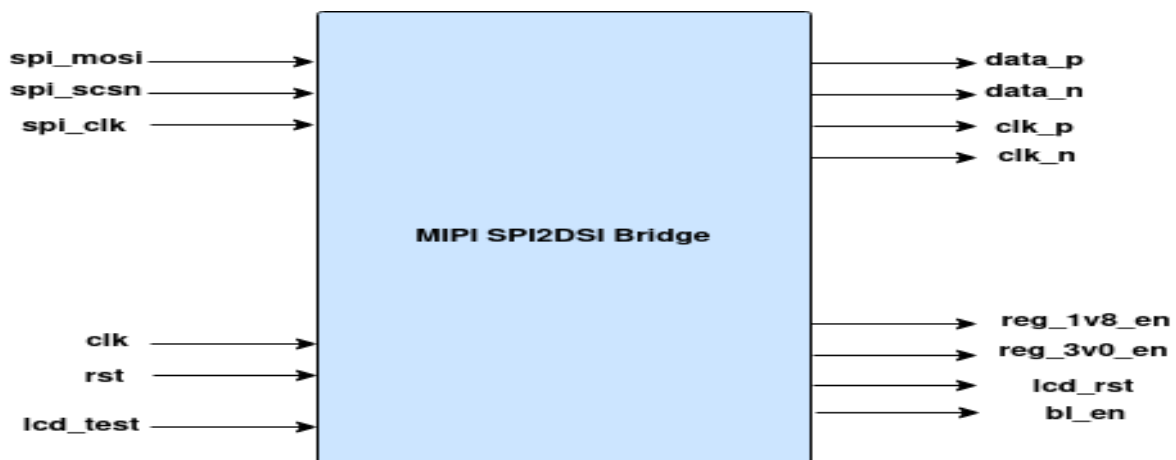 spi_mosi
spi_scsn
spi_clk
data_p
data_n
clk_p
clk_n
MIPI SPI2DSI Bridge
clk
rst
lcd_test
reg_1v8_en
reg_3v0_en
lcd_rst
bl_en